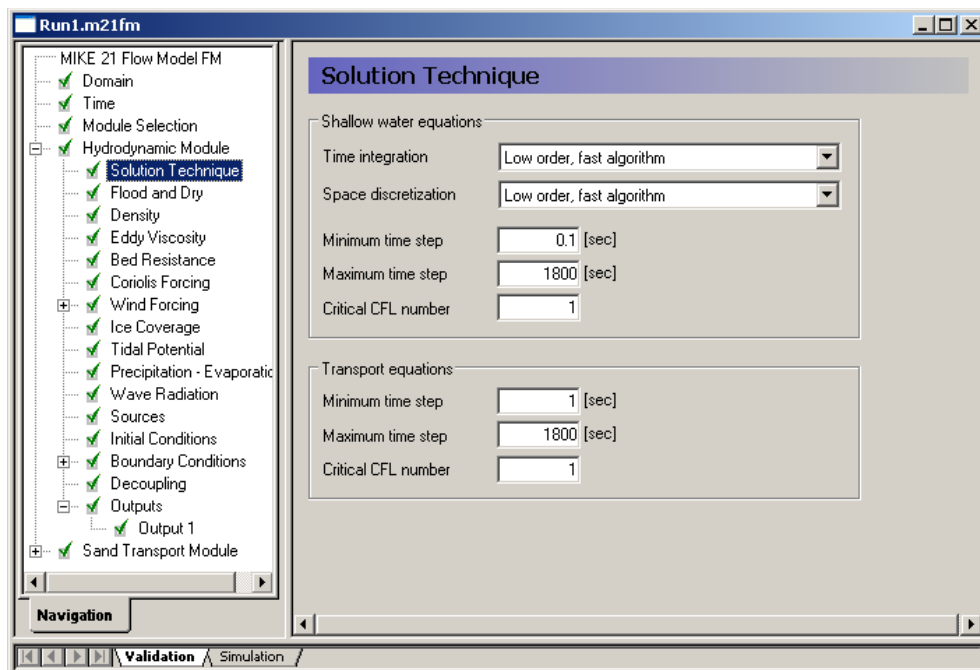 Run1.m21fm
MIKE 21 Flow Model FM
Domain
Time
Module Selection
Hydrodynamic Module
Solution Technique
Flood and Dry
Density
Eddy Viscosity
Bed Resistance
Coriolis Forcing
Wind Forcing
Ice Coverage
Tidal Potential
Precipitation - Evaporatic
Wave Radiation
Sources
Initial Conditions
Boundary Conditions
Decoupling
Outputs
Output 1
Sand Transport Module
Navigation
Solution Technique
Shallow water equations
Time integration Low order, fast algorithm
Space discretization Low order, fast algorithm
Minimum time step 0.1 [sec]
Maximum time step 1800 [sec]
Critical CFL number 1
Transport equations
Minimum time step 1 [sec]
Maximum time step 1800 [sec]
Critical CFL number 1
Validation Simulation